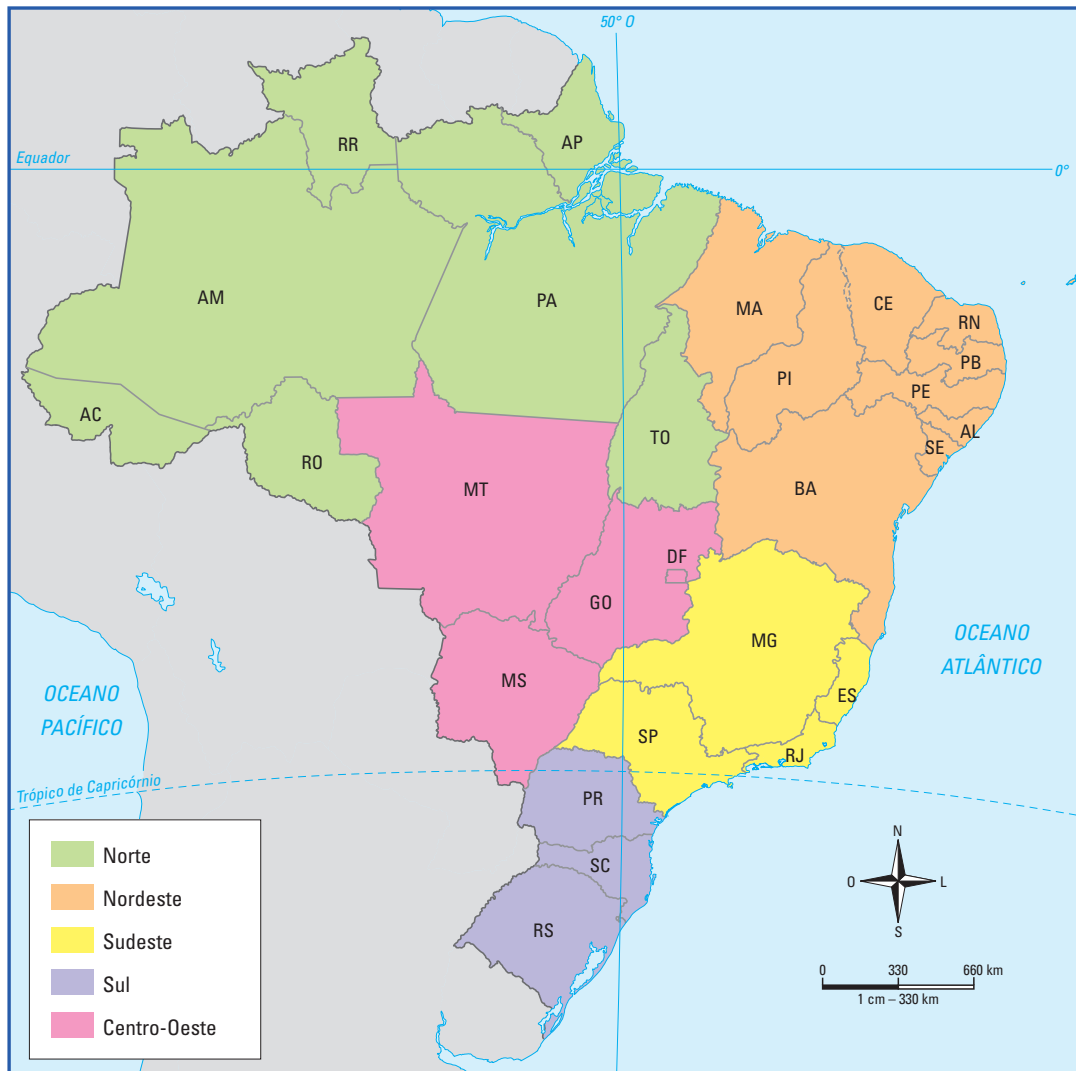 50° O
RR
AP
Equador
0°
AM
PA
MA
CE
RN
PB
PI
PE
AC
AL
TO
SE
RO
MT
BA
DF
GO
MG
OCEANO
ATLÂNTICO
MS
ES
OCEANO
PACÍFICO
SP
RJ
Trópico de Capricórnio
PR
SC
RS
Norte
Nordeste
Sudeste
Sul
Centro-Oeste
N
O
L
S
0 330 660 km
1 cm – 330 km